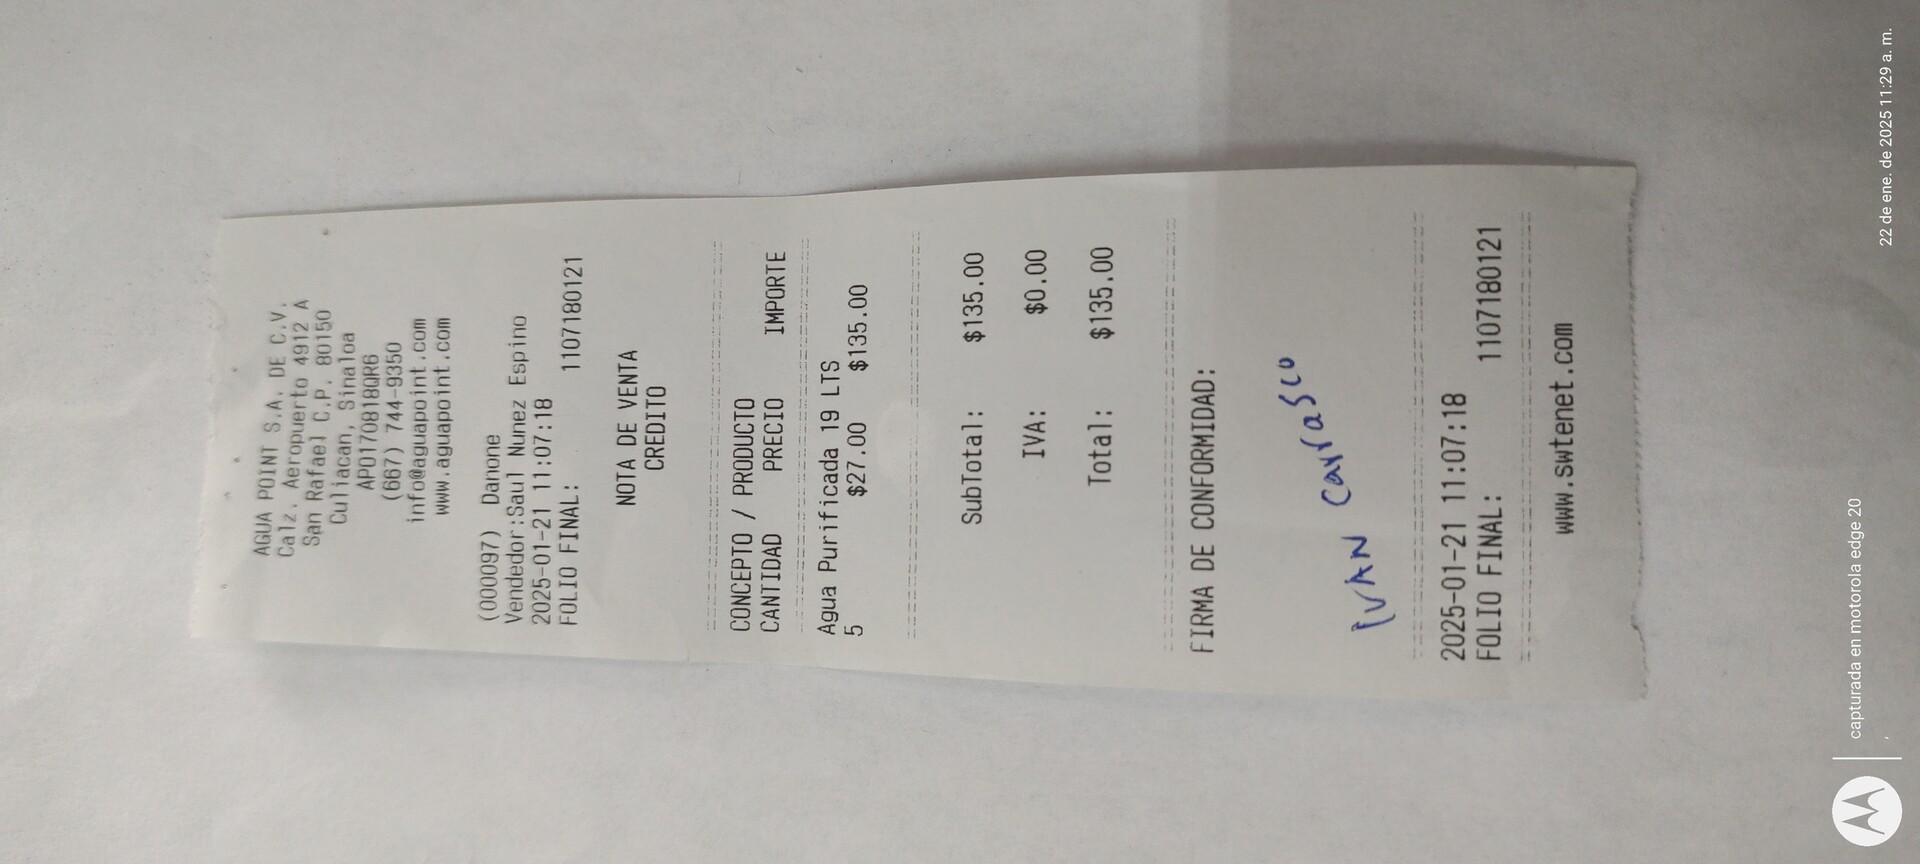 AGUA POINT S.A. DE C.V.
Calz. Aeropuerto 4912 A
San Rafael C.P. 80150
Culiacan, Sinaloa
APO170818QR6
(667) 744-9350
info@aguapoint.com
www.aguapoint.com
(000097) Danone
Vendedor:Saul Nunez Espino
2025-01-21 11:07:18
FOLIO FINAL: 1107180121
NOTA DE VENTA
CREDITO
CONCEPTO / PRODUCTO
CANTIDAD PRECIO IMPORTE
Agua Purificada 19 LTS
5 $27.00 $135.00
SubTotal: $135.00
IVA: $0.00
Total: $135.00
FIRMA DE CONFORMIDAD:
IVAN Carrasco
2025-01-21 11:07:18
FOLIO FINAL: 1107180121
www.swtenet.com
capturada en motorola edge 20
22 de ene. de 2025 11:29 a. m.